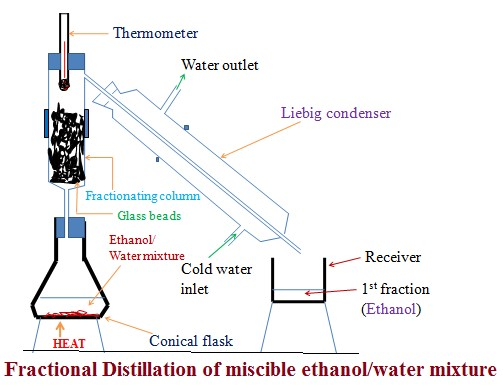 Thermometer
Water outlet
Liebig condenser
Fractionating column
Glass beads
Ethanol/
Water mixture
Cold water
inlet
Receiver
1st fraction
(Ethanol)
Conical flask
HEAT
Fractional Distillation of miscible ethanol/water mixture